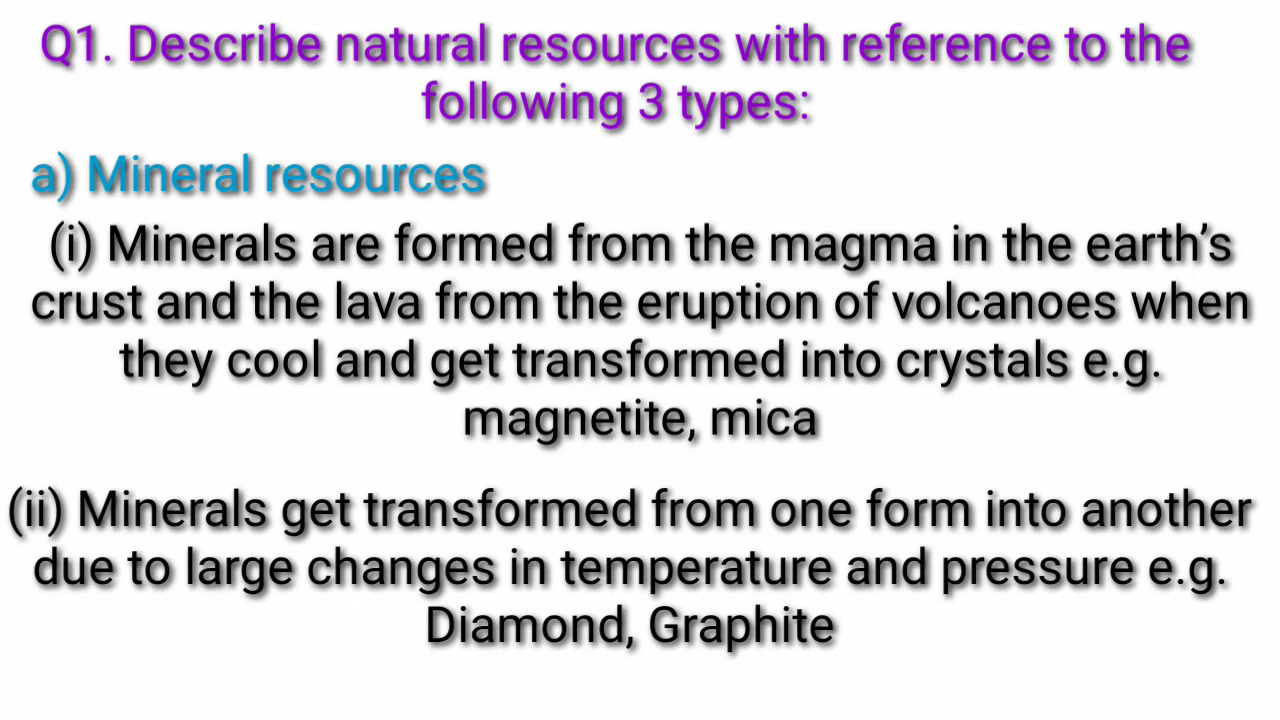 Q1. Describe natural resources with reference to the
following 3 types:
a) Mineral resources
(i) Minerals are formed from the magma in the earth’s
crust and the lava from the eruption of volcanoes when
they cool and get transformed into crystals e.g.
magnetite, mica
(ii) Minerals get transformed from one form into another
due to large changes in temperature and pressure e.g.
Diamond, Graphite